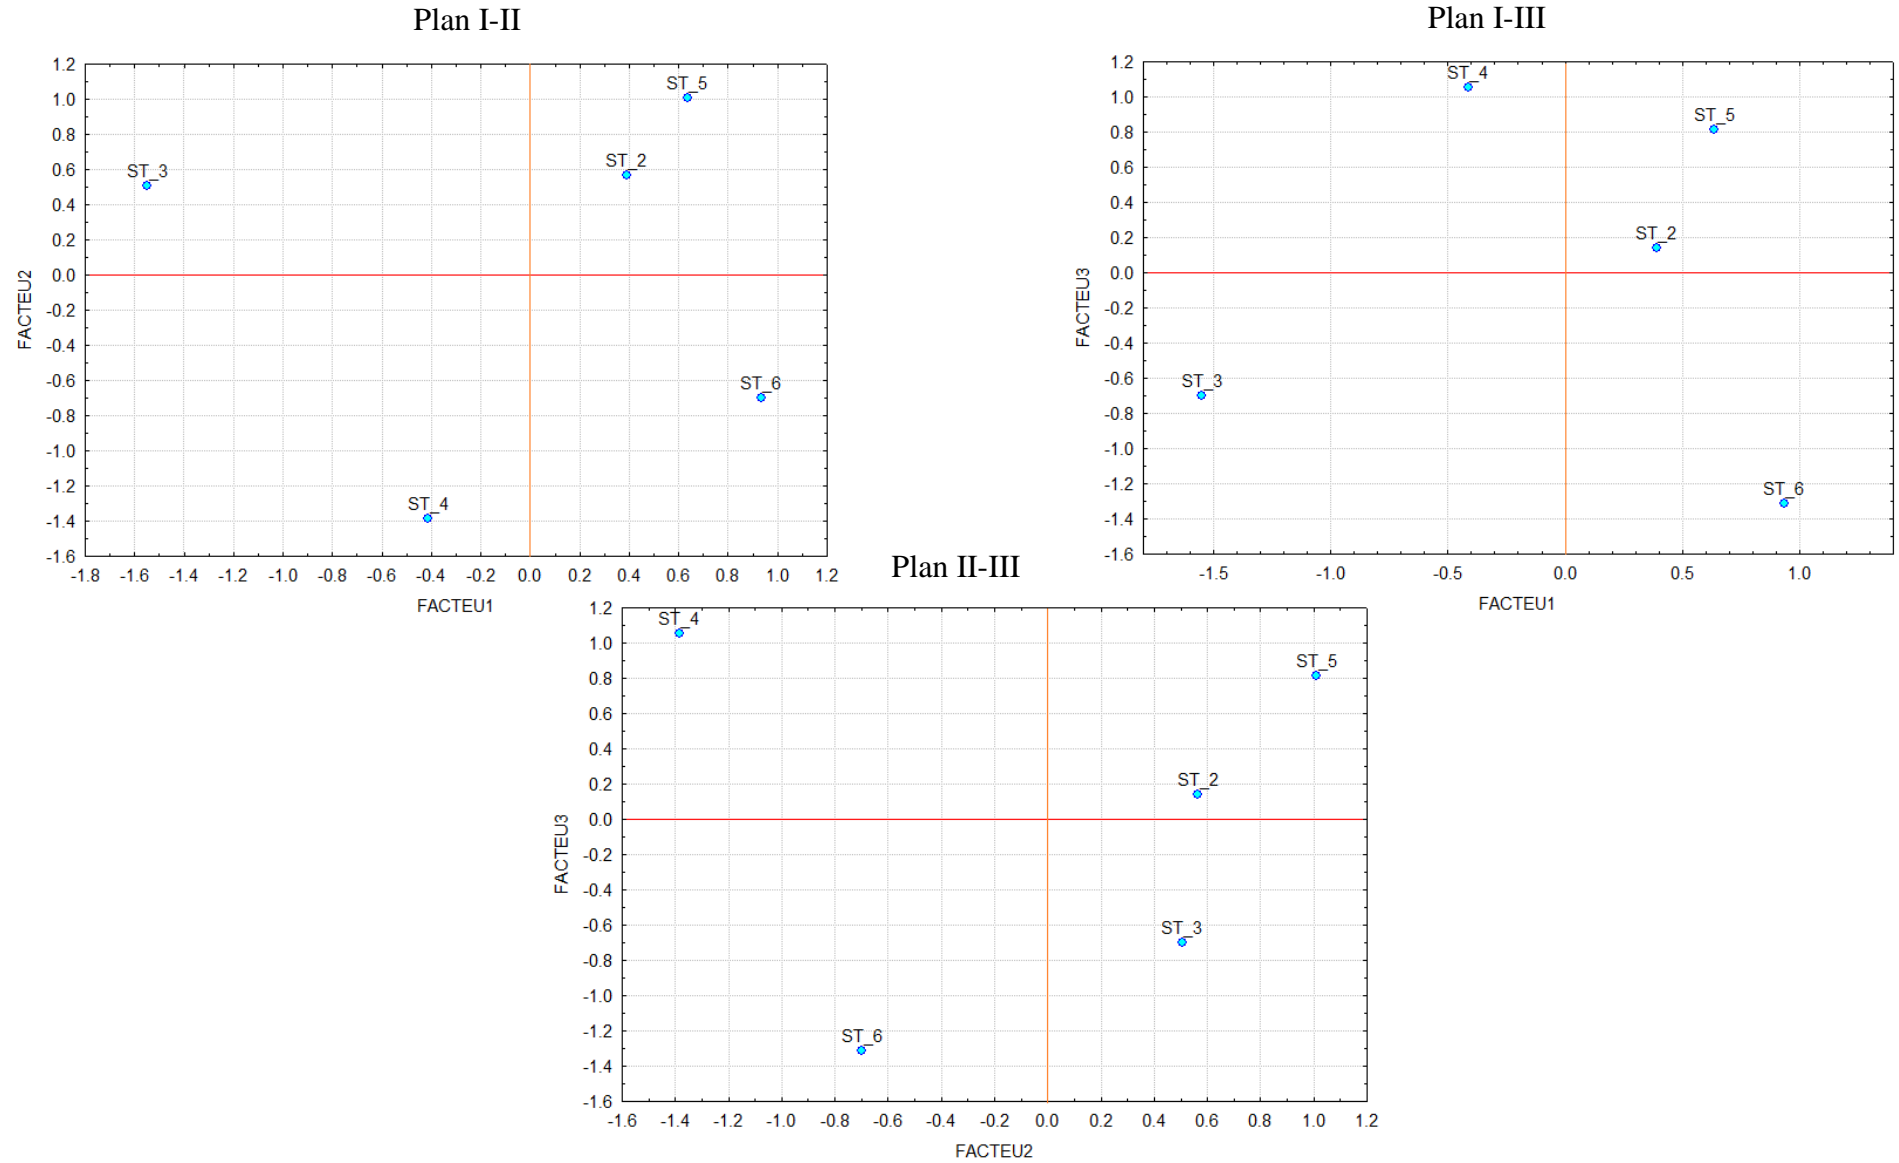 Plan I-II
1.2
1.0
0.8
0.6
0.4
0.2
0.0
-0.2
-0.4
-0.6
-0.8
-1.0
-1.2
-1.4
-1.6
FACTEU2
ST_5
ST_2
ST_3
ST_6
ST_4
-1.8 -1.6 -1.4 -1.2 -1.0 -0.8 -0.6 -0.4 -0.2 0.0 0.2 0.4 0.6 0.8 1.0 1.2
FACTEU1
Plan I-III
1.2
1.0
0.8
0.6
0.4
0.2
0.0
-0.2
-0.4
-0.6
-0.8
-1.0
-1.2
-1.4
-1.6
FACTEU3
ST_4
ST_5
ST_2
ST_3
ST_6
-1.5 -1.0 -0.5 0.0 0.5 1.0
FACTEU1
Plan II-III
1.2
1.0
0.8
0.6
0.4
0.2
0.0
-0.2
-0.4
-0.6
-0.8
-1.0
-1.2
-1.4
-1.6
FACTEU3
ST_4
ST_5
ST_2
ST_3
ST_6
-1.6 -1.4 -1.2 -1.0 -0.8 -0.6 -0.4 -0.2 0.0 0.2 0.4 0.6 0.8 1.0 1.2
FACTEU2